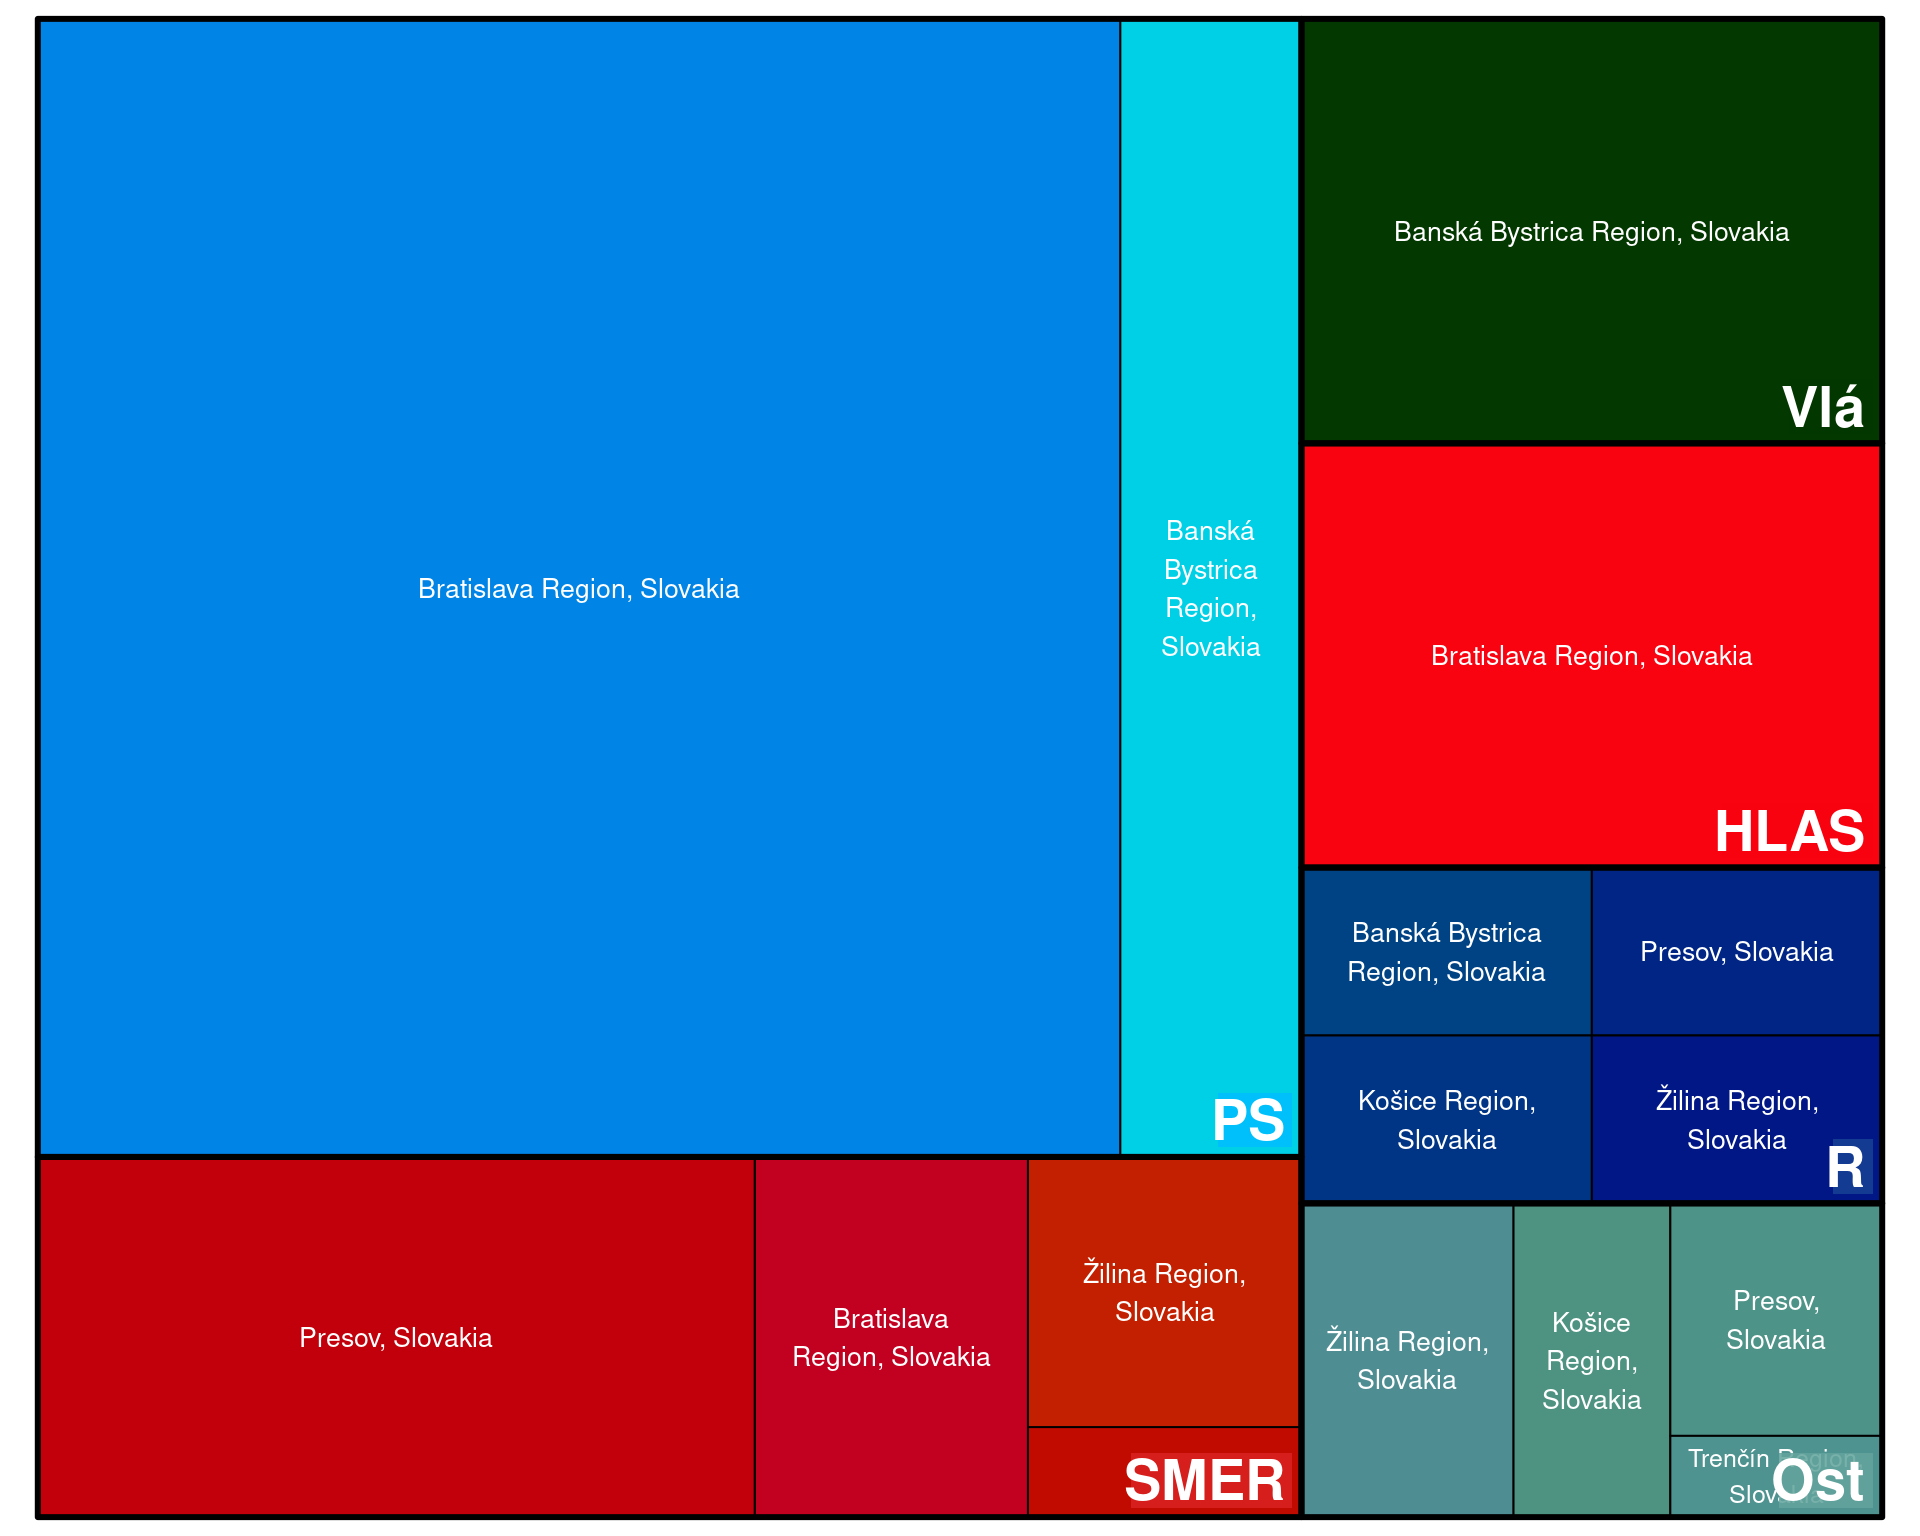 Bratislava Region, Slovakia
Banská
Bystrica
Region,
Slovakia
PS
Banská Bystrica Region, Slovakia
Vlá
Bratislava Region, Slovakia
HLAS
Banská Bystrica
Region, Slovakia
Presov, Slovakia
Košice Region,
Slovakia
Žilina Region,
Slovakia
R
Presov, Slovakia
Bratislava
Region, Slovakia
Žilina Region,
Slovakia
SMER
Žilina Region,
Slovakia
Košice
Region,
Slovakia
Presov,
Slovakia
Trenčín Region,
Slovakia
Ost